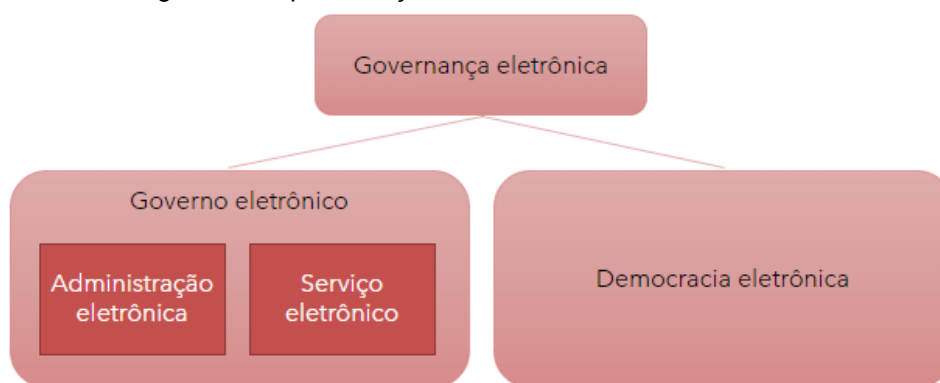 Governança eletrônica
Governo eletrônico
Administração
eletrônica
Serviço
eletrônico
Democracia eletrônica